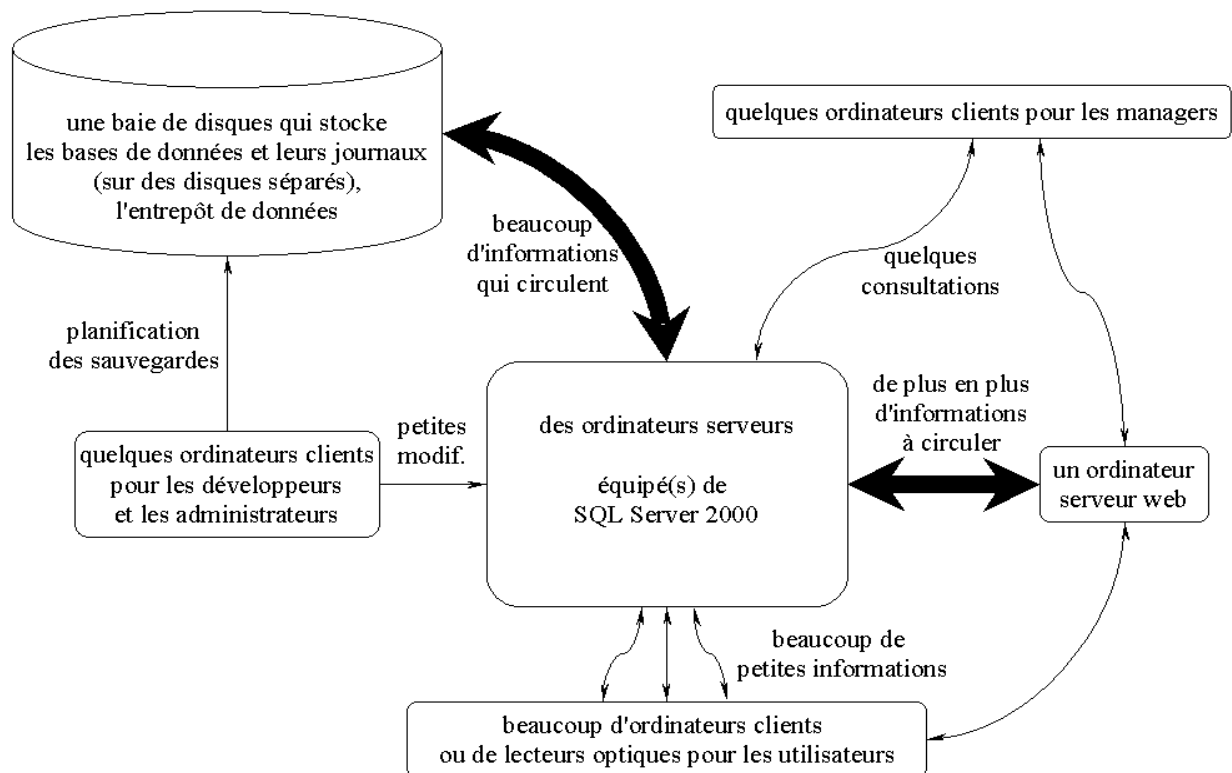 une baie de disques qui stocke
les bases de données et leurs journaux
(sur des disques séparés),
l'entrepôt de données
quelques ordinateurs clients pour les managers
beaucoup
d'informations
qui circulent
quelques
consultations
planification
des sauvegardes
de plus en plus
d'informations
à circuler
petites
modif.
des ordinateurs serveurs
équipé(s) de
SQL Server 2000
quelques ordinateurs clients
pour les développeurs
et les administrateurs
un ordinateur
serveur web
beaucoup de
petites informations
beaucoup d'ordinateurs clients
ou de lecteurs optiques pour les utilisateurs